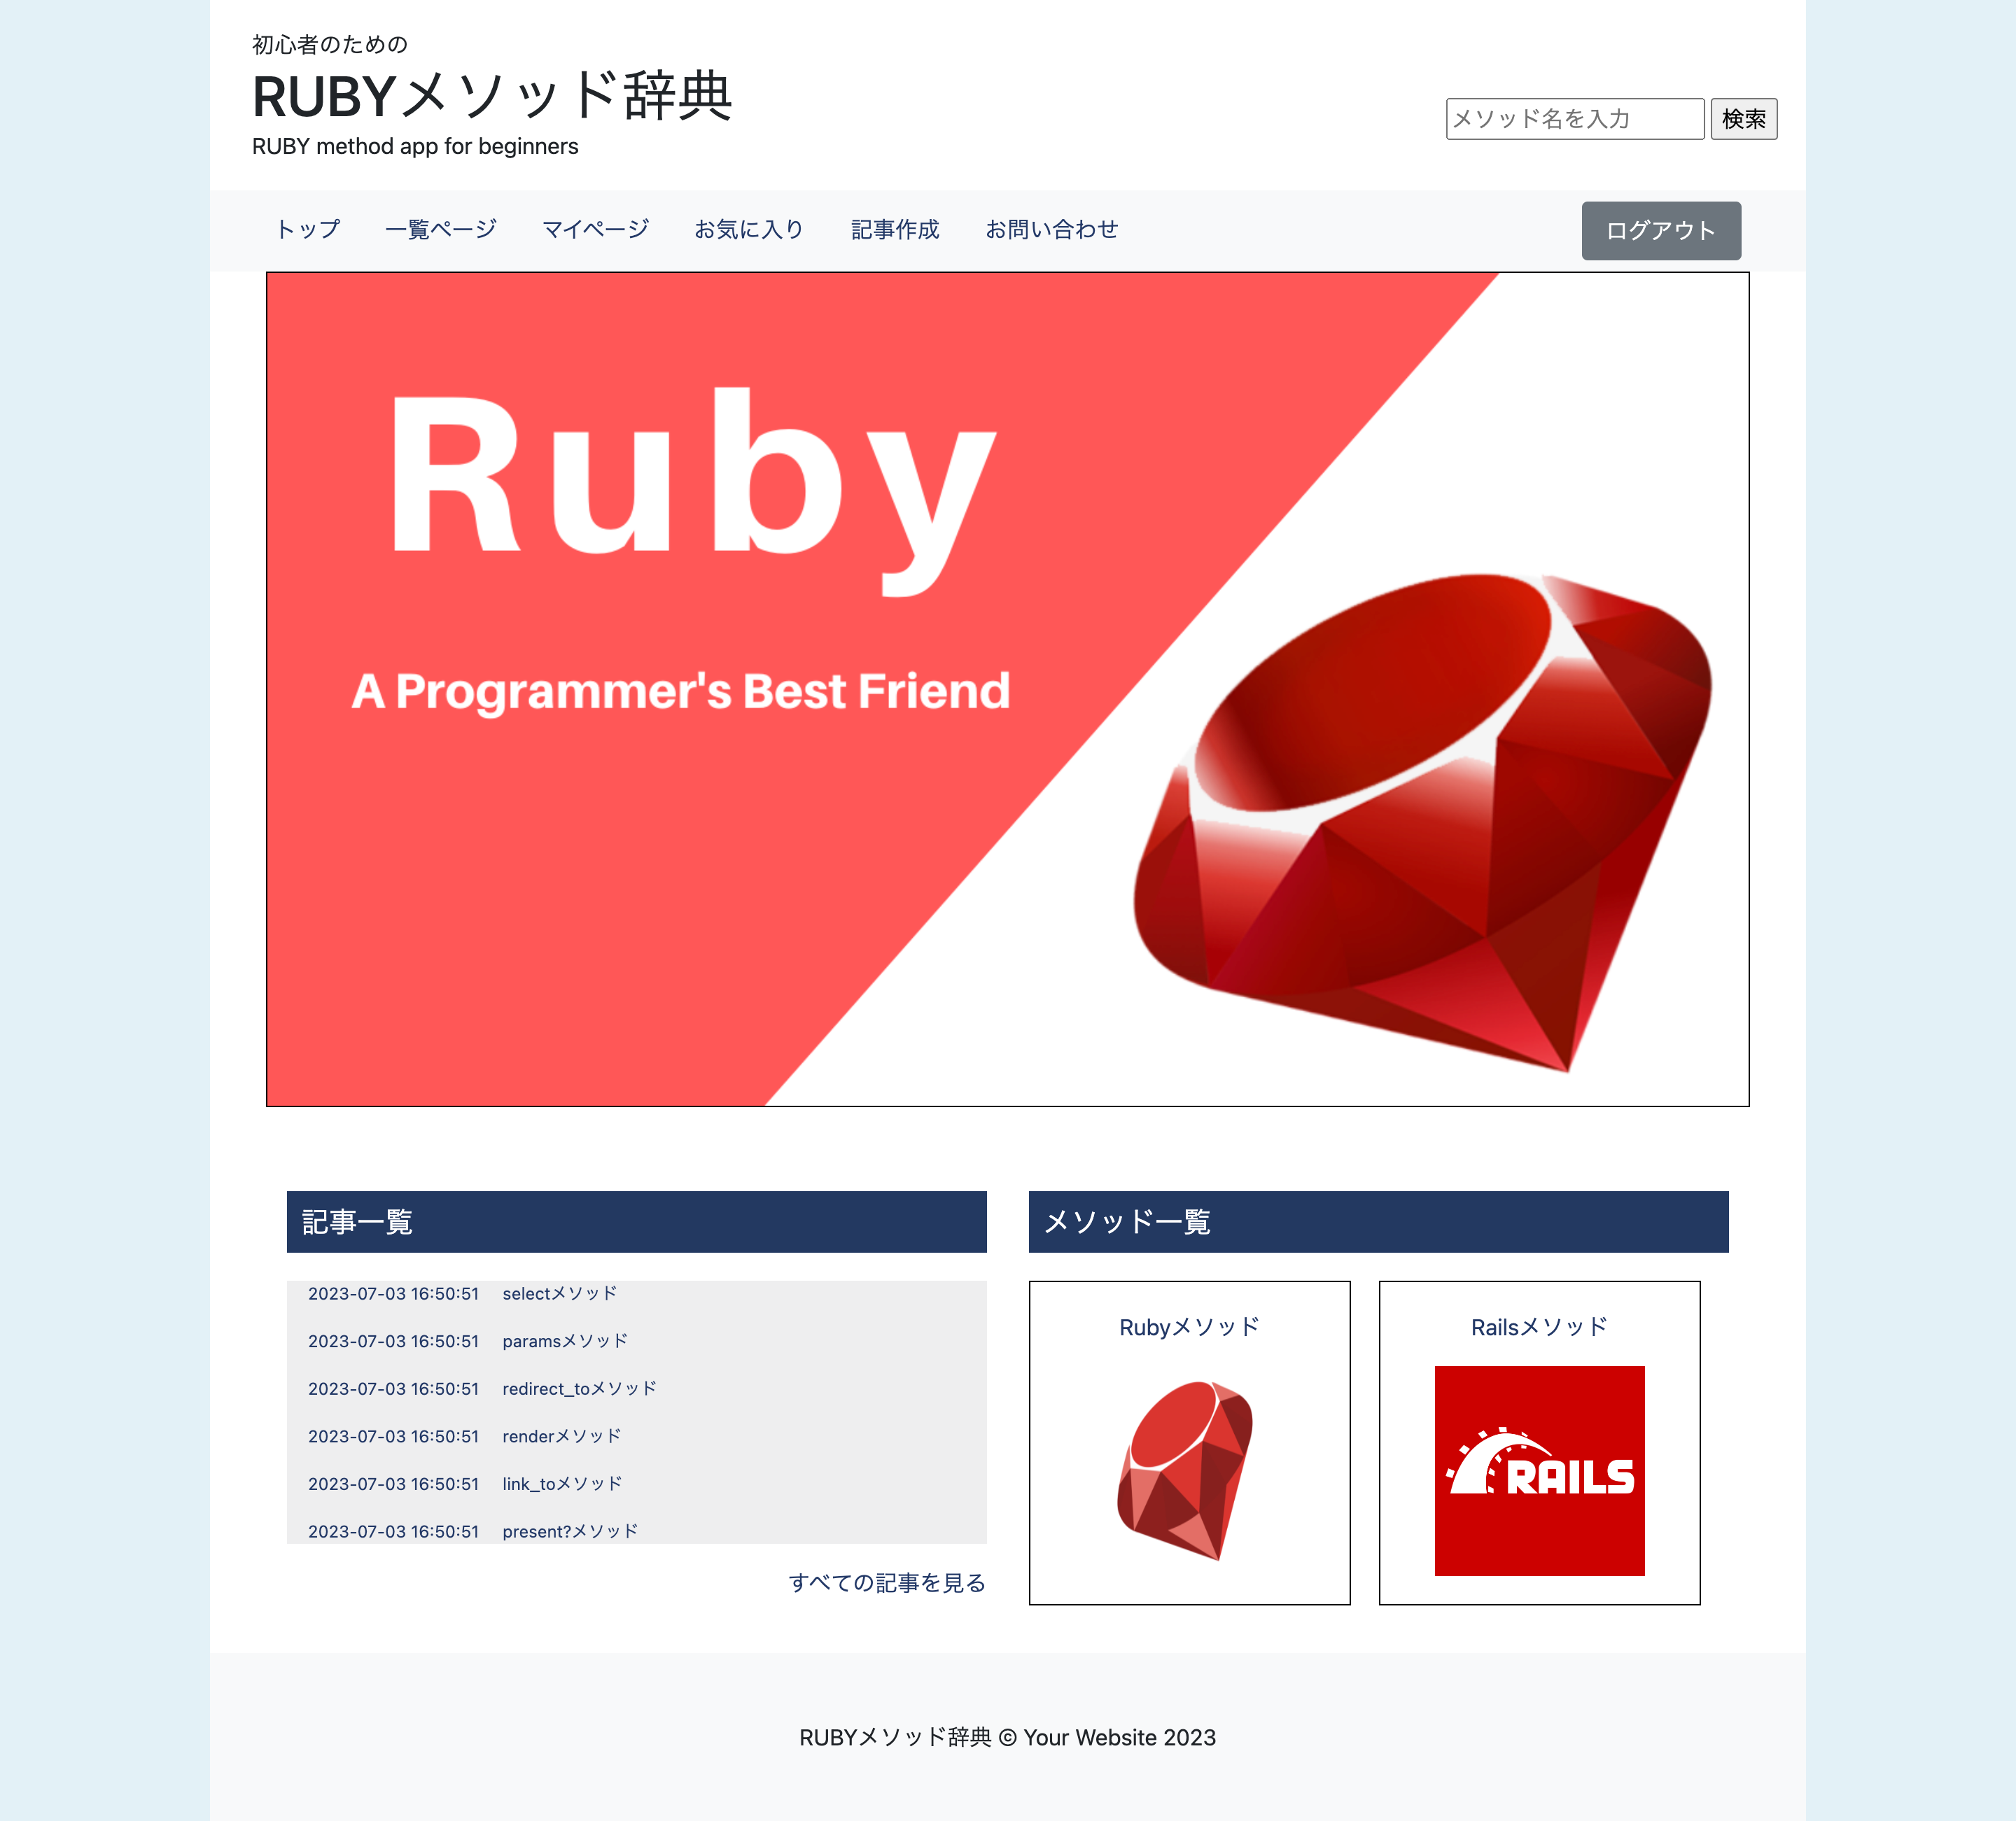 初心者のための
RUBYメソッド辞典
RUBY method app for beginners
メソッド名を入力 検索
トップ 一覧ページ マイページ お気に入り 記事作成 お問い合わせ ログアウト
Ruby
A Programmer's Best Friend
記事一覧
2023-07-03 16:50:51 selectメソッド
2023-07-03 16:50:51 paramsメソッド
2023-07-03 16:50:51 redirect_toメソッド
2023-07-03 16:50:51 renderメソッド
2023-07-03 16:50:51 link_toメソッド
2023-07-03 16:50:51 present?メソッド
すべての記事を見る
メソッド一覧
Rubyメソッド
Railsメソッド
RAILS
RUBYメソッド辞典 © Your Website 2023